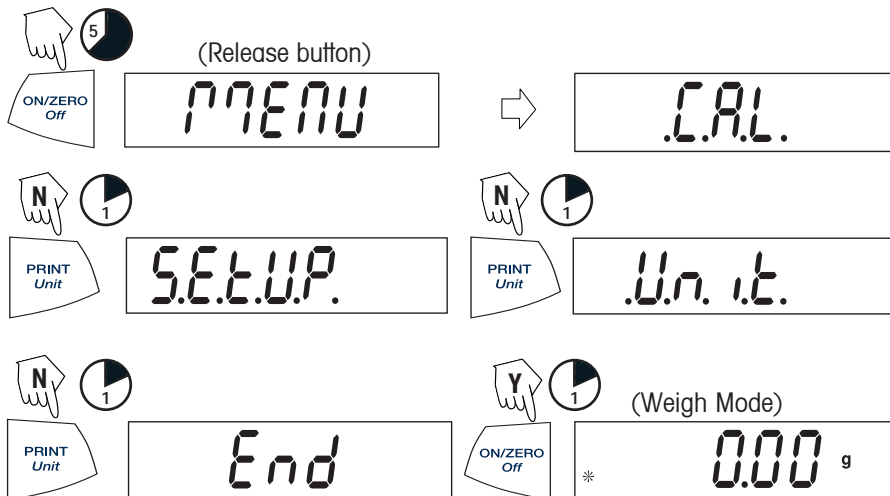 5
(Release button)
ON/ZERO
Off
MENU
.C.A.L.
N
1
PRINT
Unit
S.E.t.U.P.
N
1
PRINT
Unit
.U.n.i.t.
N
1
PRINT
Unit
End
Y
1
(Weigh Mode)
ON/ZERO
Off
* 0.00 g